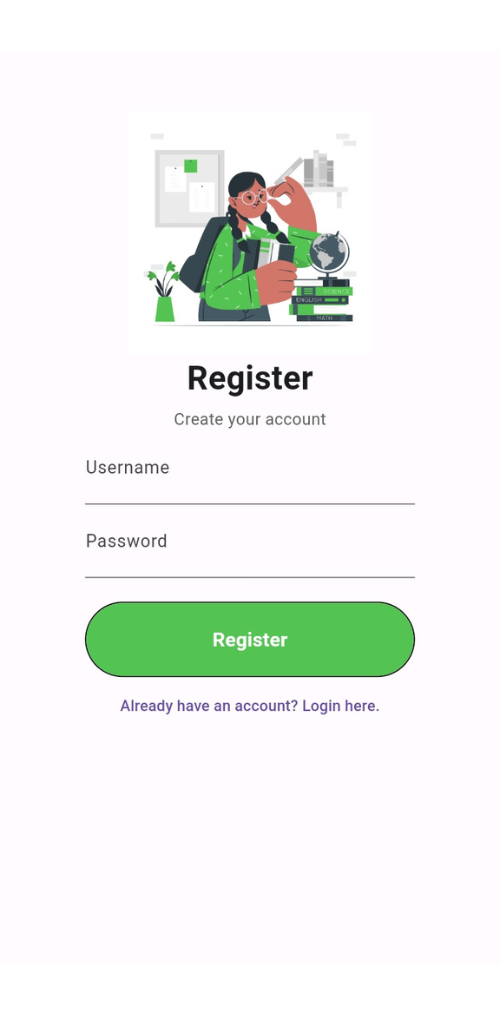 SCIENCE
ENGLISH
MATH
Register
Create your account
Username
Password
Register
Already have an account? Login here.